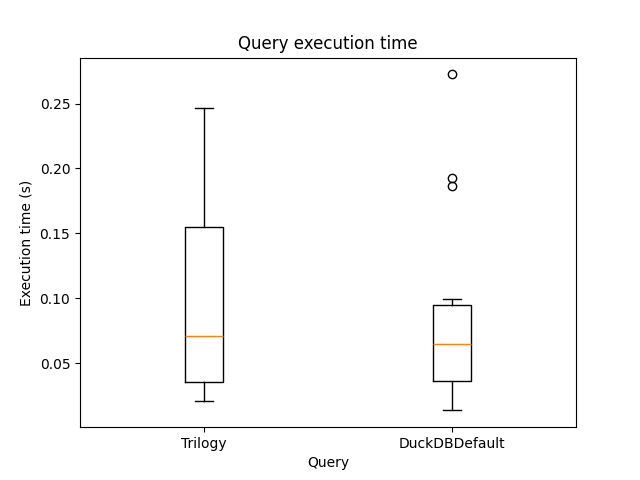 Query execution time
0.25
0.20
0.15
0.10
0.05
Execution time (s)
Trilogy
DuckDBDefault
Query